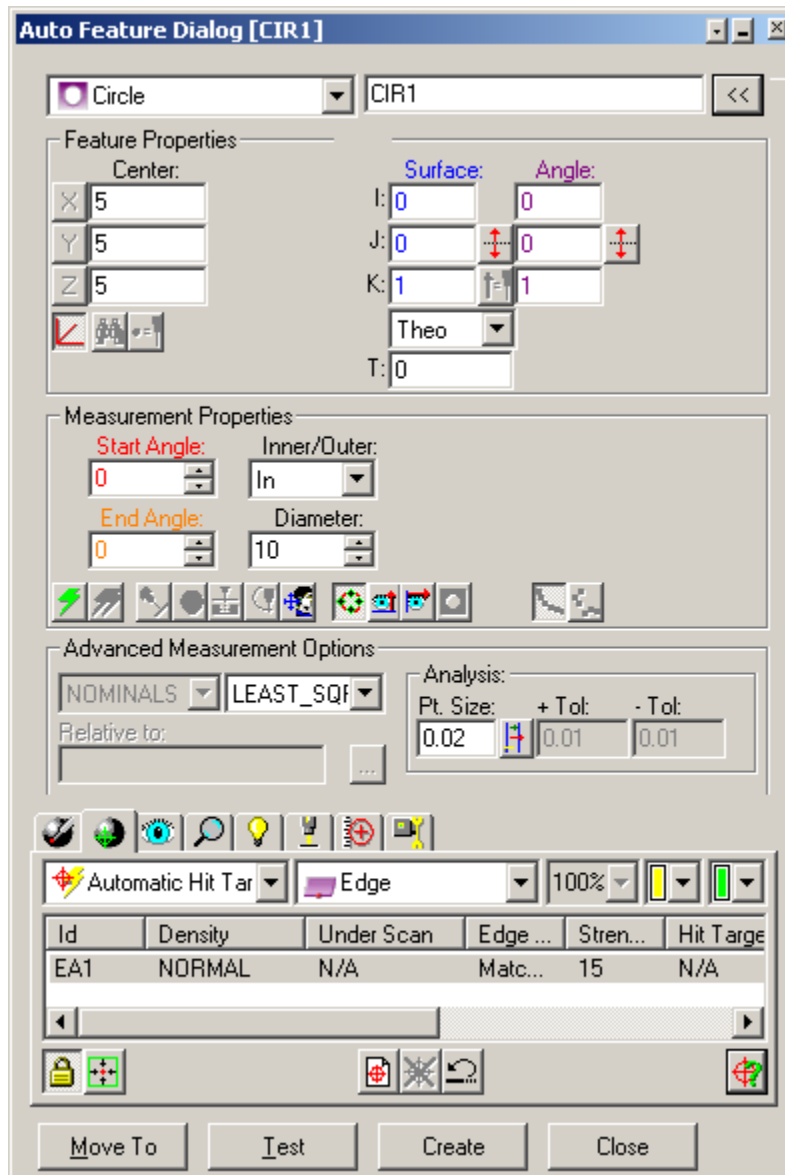 Auto Feature Dialog [CIR1]
Circle CIR1 <<
Feature Properties
Center: Surface: Angle:
X 5 I: 0 0
Y 5 J: 0 0
Z 5 K: 1 1
Theo
T: 0
Measurement Properties
Start Angle: Inner/Outer:
0 In
End Angle: Diameter:
0 10
Advanced Measurement Options
NOMINALS LEAST_SQR Analysis:
Pt. Size: + Tol: - Tol:
Relative to: 0.02 0.01 0.01
...
Automatic Hit Tar Edge 100%
Id Density Under Scan Edge ... Stren... Hit Targe
EA1 NORMAL N/A Matc... 15 N/A
Move To Test Create Close